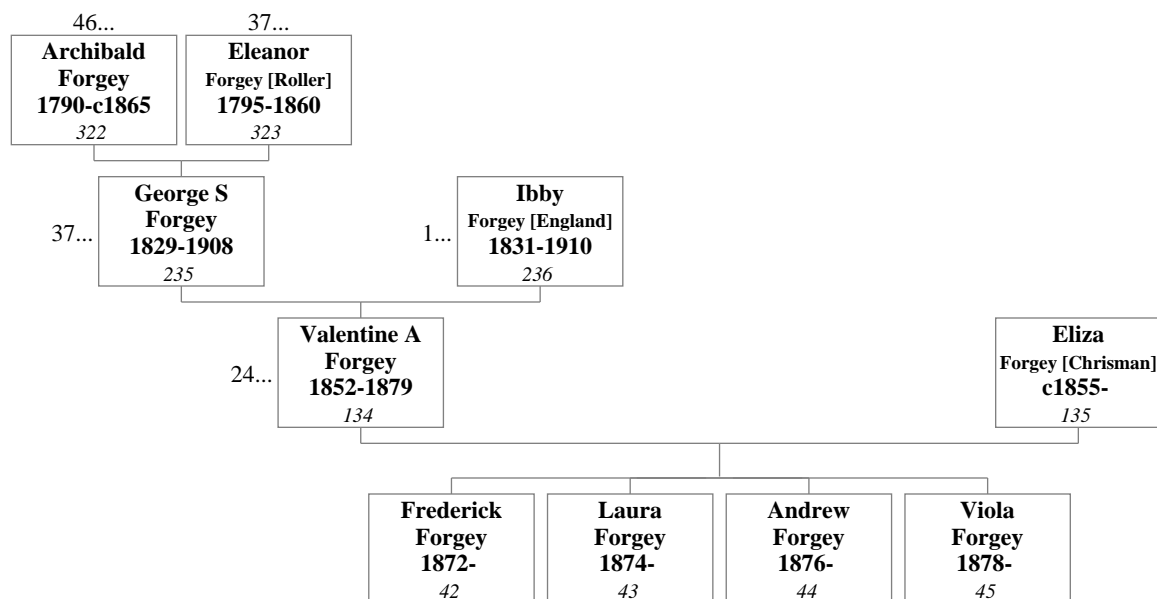 46...
37...
Archibald
Forgey
1790-c1865
322
Eleanor
Forgey [Roller]
1795-1860
323
37...
George S
Forgey
1829-1908
235
1...
Ibby
Forgey [England]
1831-1910
236
24...
Valentine A
Forgey
1852-1879
134
Eliza
Forgey [Chrisman]
c1855-
135
Frederick
Forgey
1872-
42
Laura
Forgey
1874-
43
Andrew
Forgey
1876-
44
Viola
Forgey
1878-
45